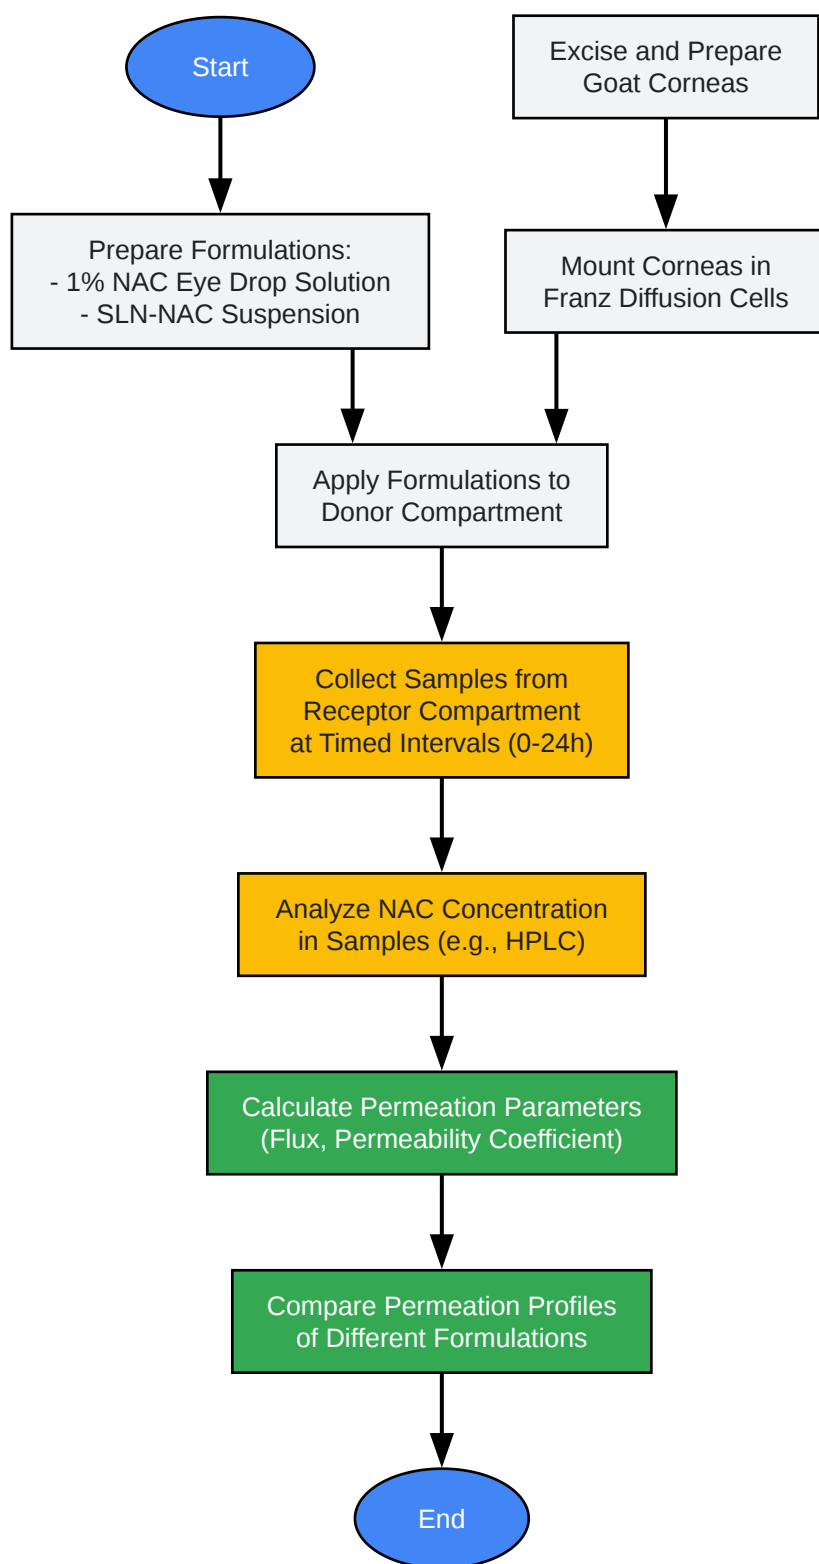 Start
Excise and Prepare
Goat Corneas
Prepare Formulations:
- 1% NAC Eye Drop Solution
- SLN-NAC Suspension
Mount Corneas in
Franz Diffusion Cells
Apply Formulations to
Donor Compartment
Collect Samples from
Receptor Compartment
at Timed Intervals (0-24h)
Analyze NAC Concentration
in Samples (e.g., HPLC)
Calculate Permeation Parameters
(Flux, Permeability Coefficient)
Compare Permeation Profiles
of Different Formulations
End